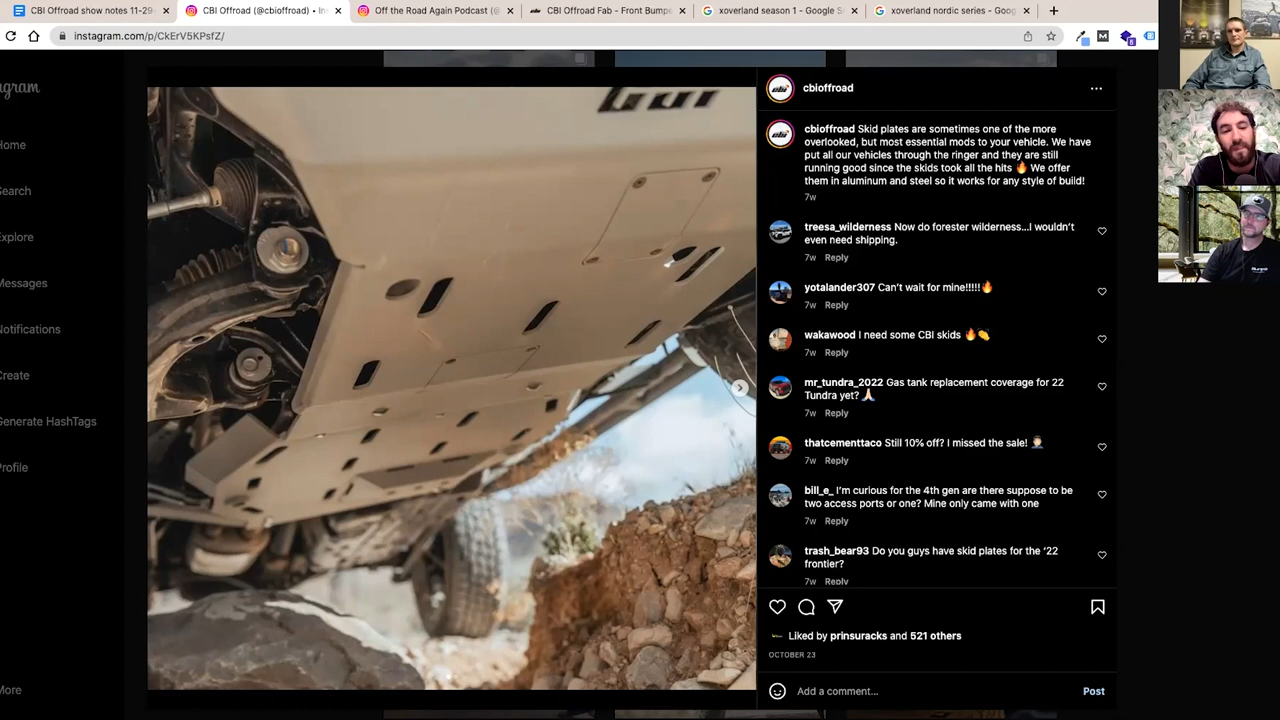 CBI Offroad show notes 11-29-
CBI Offroad (@cbioffroad) • In
Off the Road Again Podcast (@
CBI Offroad Fab - Front Bumpe
xoverland season 1 - Google S
xoverland nordic series - Goog
instagram.com/p/CkErV5KPsfZ/
gram
Home
Search
Explore
Messages
Notifications
Create
Generate HashTags
Profile
More
cbi
cbioffroad
cbioffroad Skid plates are sometimes one of the more
overlooked, but most essential mods to your vehicle. We have
put all our vehicles through the ringer and they are still
running good since the skids took all the hits 🔥 We offer
them in aluminum and steel so it works for any style of build!
7w
treesa_wilderness Now do forester wilderness...I wouldn't
even need shipping.
7w Reply
yotalander307 Can't wait for mine!!!!!🔥
7w Reply
wakawood I need some CBI skids 🔥👏
7w Reply
mr_tundra_2022 Gas tank replacement coverage for 22
Tundra yet? 🙏🏻
7w Reply
thatcementtaco Still 10% off? I missed the sale! 🤦🏻‍♂️
7w Reply
bill_e_ I'm curious for the 4th gen are there suppose to be
two access ports or one? Mine only came with one
7w Reply
trash_bear93 Do you guys have skid plates for the '22
frontier?
7w Reply
Liked by prinsuracks and 521 others
OCTOBER 23
Add a comment...
Post